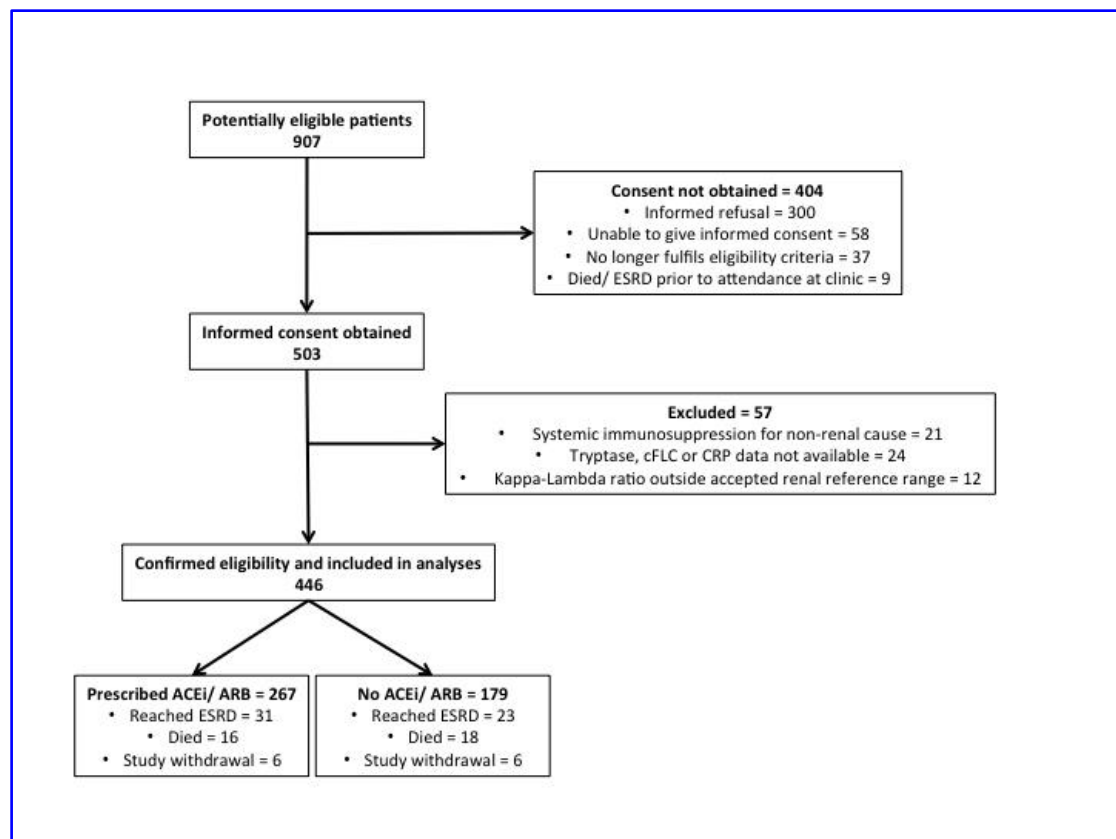 Potentially eligible patients
907
Consent not obtained = 404
• Informed refusal = 300
• Unable to give informed consent = 58
• No longer fulfils eligibility criteria = 37
• Died/ ESRD prior to attendance at clinic = 9
Informed consent obtained
503
Excluded = 57
• Systemic immunosuppression for non-renal cause = 21
• Tryptase, cFLC or CRP data not available = 24
• Kappa-Lambda ratio outside accepted renal reference range = 12
Confirmed eligibility and included in analyses
446
Prescribed ACEi/ ARB = 267
• Reached ESRD = 31
• Died = 16
• Study withdrawal = 6
No ACEi/ ARB = 179
• Reached ESRD = 23
• Died = 18
• Study withdrawal = 6